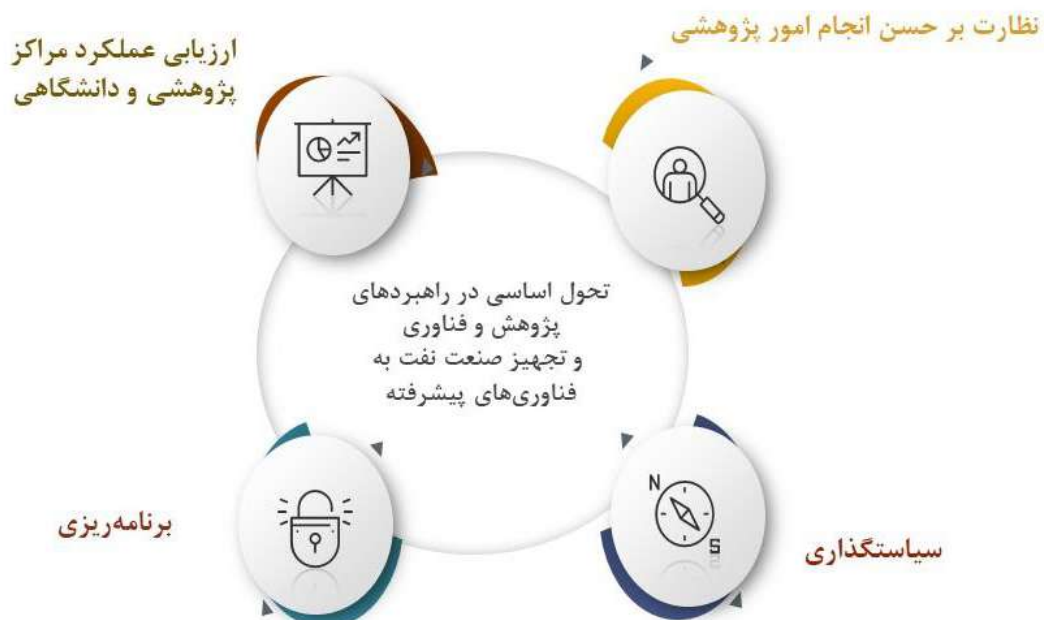 نظارت بر حسن انجام امور پژوهشی
ارزیابی عملکرد مراکز
پژوهشی و دانشگاهی
تحول اساسی در راهبردهای
پژوهش و فناوری
و تجهیز صنعت نفت به
فناوری‌های پیشرفته
N
S
سیاستگذاری
برنامه‌ریزی